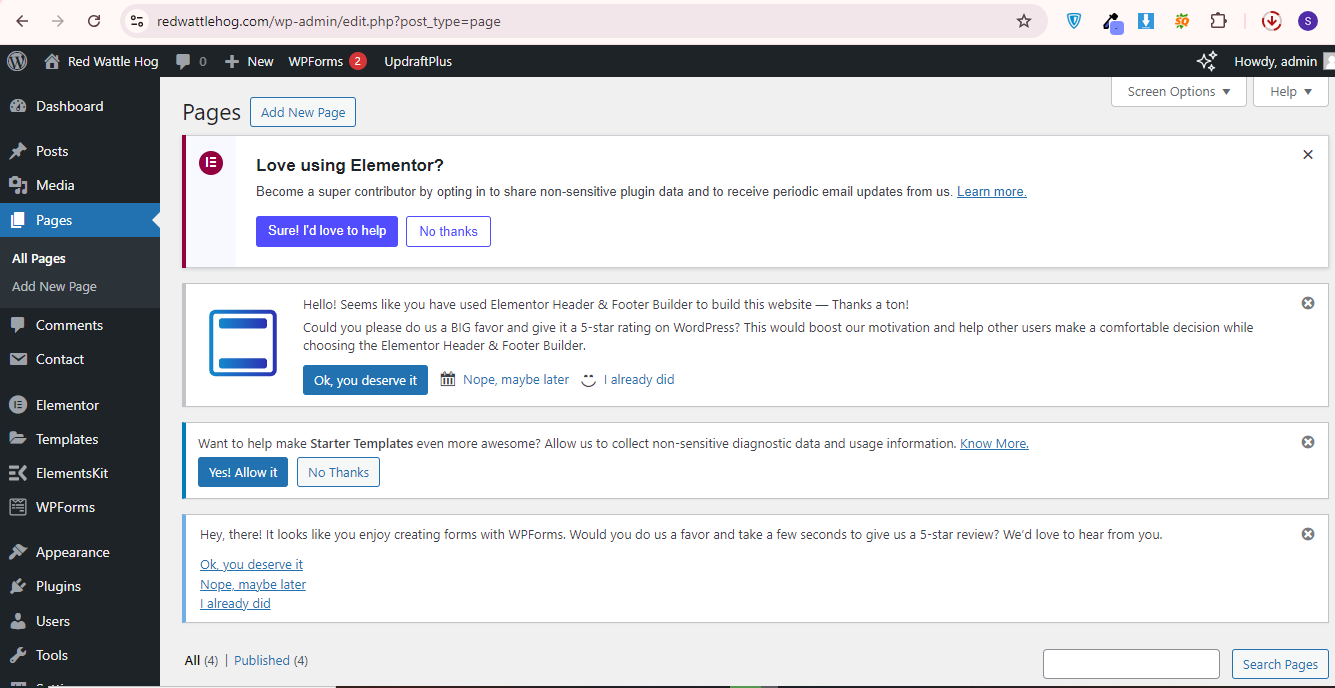 redwattlehog.com/wp-admin/edit.php?post_type=page
S
Red Wattle Hog
0
New
WPForms 2
UpdraftPlus
Howdy, admin
Dashboard
Posts
Media
Pages
All Pages
Add New Page
Comments
Contact
Elementor
Templates
ElementsKit
WPForms
Appearance
Plugins
Users
Tools
Screen Options
Help
Pages
Add New Page
Love using Elementor?
Become a super contributor by opting in to share non-sensitive plugin data and to receive periodic email updates from us. Learn more.
Sure! I'd love to help
No thanks
Hello! Seems like you have used Elementor Header & Footer Builder to build this website — Thanks a ton!
Could you please do us a BIG favor and give it a 5-star rating on WordPress? This would boost our motivation and help other users make a comfortable decision while
choosing the Elementor Header & Footer Builder.
Ok, you deserve it
Nope, maybe later
I already did
Want to help make Starter Templates even more awesome? Allow us to collect non-sensitive diagnostic data and usage information. Know More.
Yes! Allow it
No Thanks
Hey, there! It looks like you enjoy creating forms with WPForms. Would you do us a favor and take a few seconds to give us a 5-star review? We'd love to hear from you.
Ok, you deserve it
Nope, maybe later
I already did
All (4) | Published (4)
Search Pages